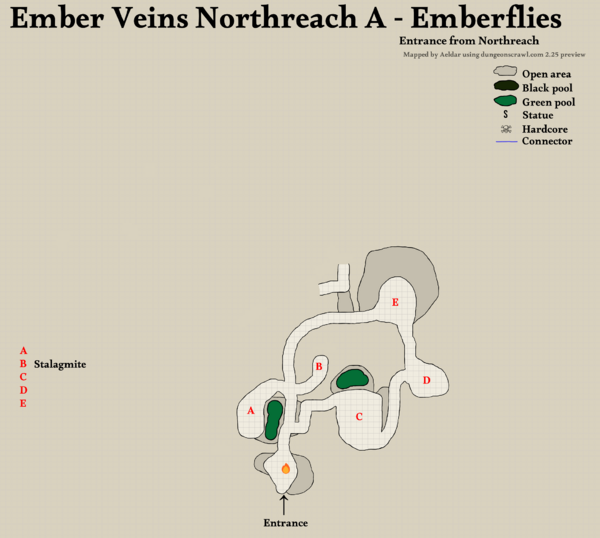 Ember Veins Northreach A - Emberflies
Entrance from Northreach
Mapped by Aeklar using dungeonscrawl.com 2.25 preview
Open area
Black pool
Green pool
S Statue
Hardcore
Connector
E
A
B Stalagmite
C
D
E
B
D
A
C
Entrance